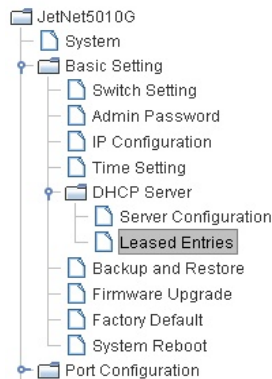 JetNet5010G
System
Basic Setting
Switch Setting
Admin Password
IP Configuration
Time Setting
DHCP Server
Server Configuration
Leased Entries
Backup and Restore
Firmware Upgrade
Factory Default
System Reboot
Port Configuration